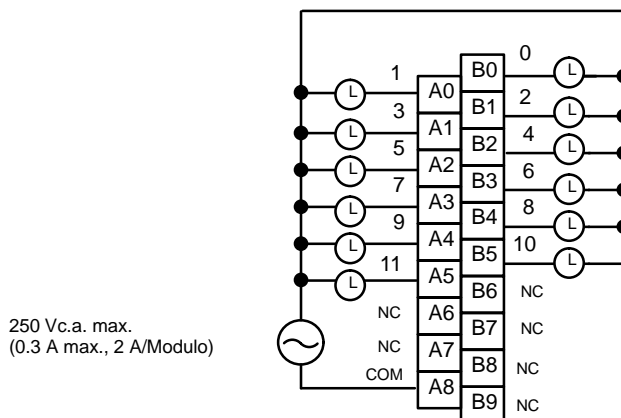 0
1 B0 L
L A0 2
3 B1 L
L A1 4
5 B2 L
L A2 6
7 B3 L
L A3 8
9 B4 L
L A4 10
11 B5 L
L A5 B6 NC
NC A6
B7 NC
250 Vc.a. max.
(0.3 A max., 2 A/Modulo)
NC A7
B8 NC
COM A8
B9 NC